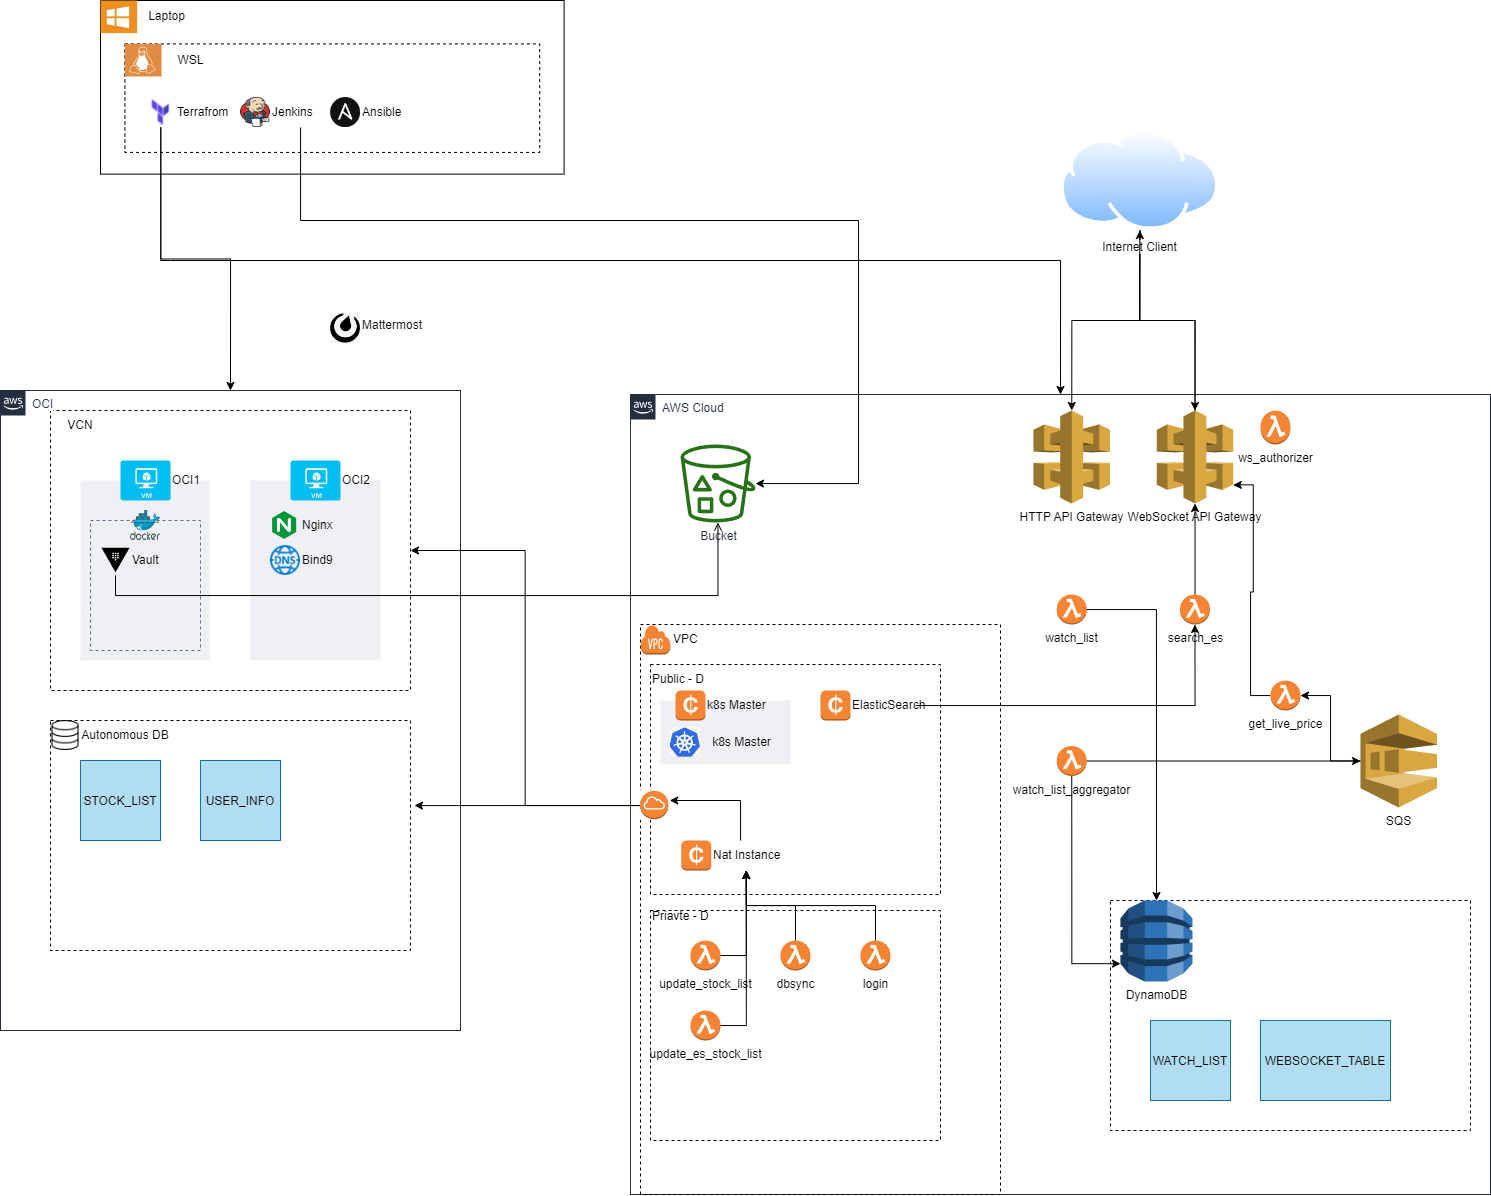 Laptop
WSL
Terrafrom
Jenkins
Ansible
Internet Client
Mattermost
aws
OCI
VCN
VM
OCI1
VM
OCI2
docker
Vault
Nginx
DNS
Bind9
Autonomous DB
STOCK_LIST
USER_INFO
aws
AWS Cloud
Bucket
HTTP API Gateway
WebSocket API Gateway
ws_authorizer
watch_list
search_es
get_live_price
watch_list_aggregator
SQS
VPC
VPC
Public - D
k8s Master
k8s Master
ElasticSearch
Nat Instance
Priavte - D
update_stock_list
dbsync
login
update_es_stock_list
DynamoDB
WATCH_LIST
WEBSOCKET_TABLE